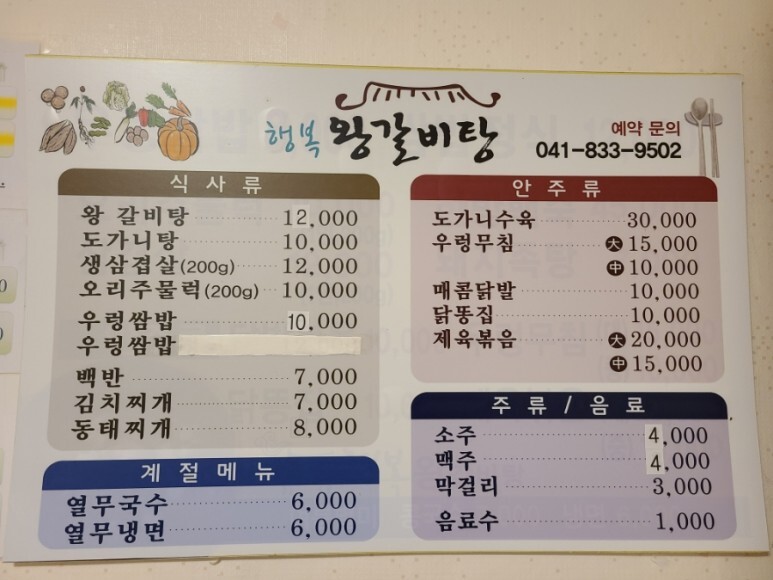 행복 왕갈비탕
예약 문의
041-833-9502
식사류
왕 갈비탕 12,000
도가니탕 10,000
생삼겹살(200g) 12,000
오리주물럭(200g) 10,000
우렁쌈밥 10,000
우렁쌈밥
백반 7,000
김치찌개 7,000
동태찌개 8,000
계절메뉴
열무국수 6,000
열무냉면 6,000
안주류
도가니수육 30,000
우렁무침 大 15,000
中 10,000
매콤닭발 10,000
닭똥집 10,000
제육볶음 大 20,000
中 15,000
주류 / 음료
소주 4,000
맥주 4,000
막걸리 3,000
음료수 1,000